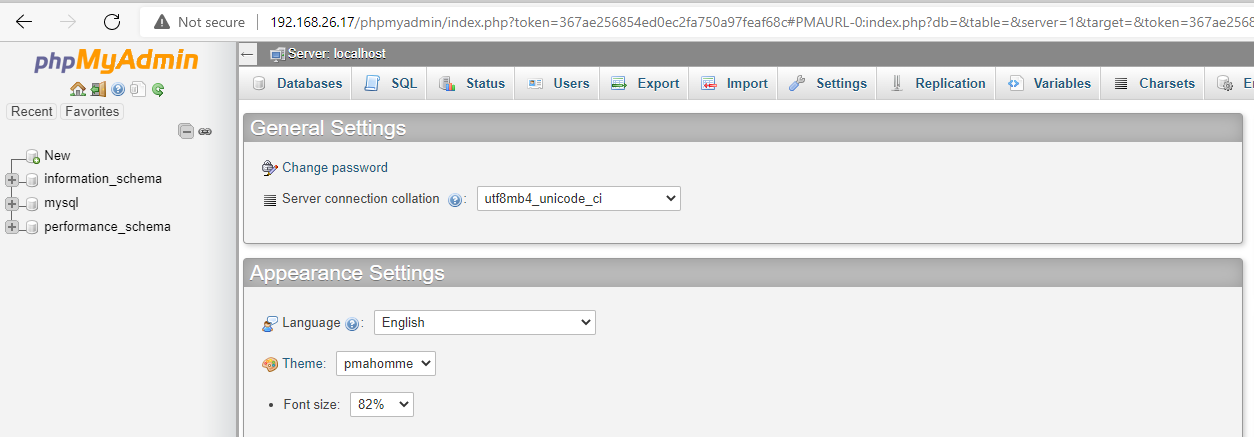 Not secure 192.168.26.17/phpmyadmin/index.php?token=367ae256854ed0ec2fa750a97feaf68c#PMAURL-0:index.php?db=&table=&server=1&target=&token=367ae256
phpMyAdmin
Recent Favorites
New
information_schema
mysql
performance_schema
Server: localhost
Databases SQL Status Users Export Import Settings Replication Variables Charsets
General Settings
Change password
Server connection collation : utf8mb4_unicode_ci
Appearance Settings
Language : English
Theme: pmahomme
Font size: 82%